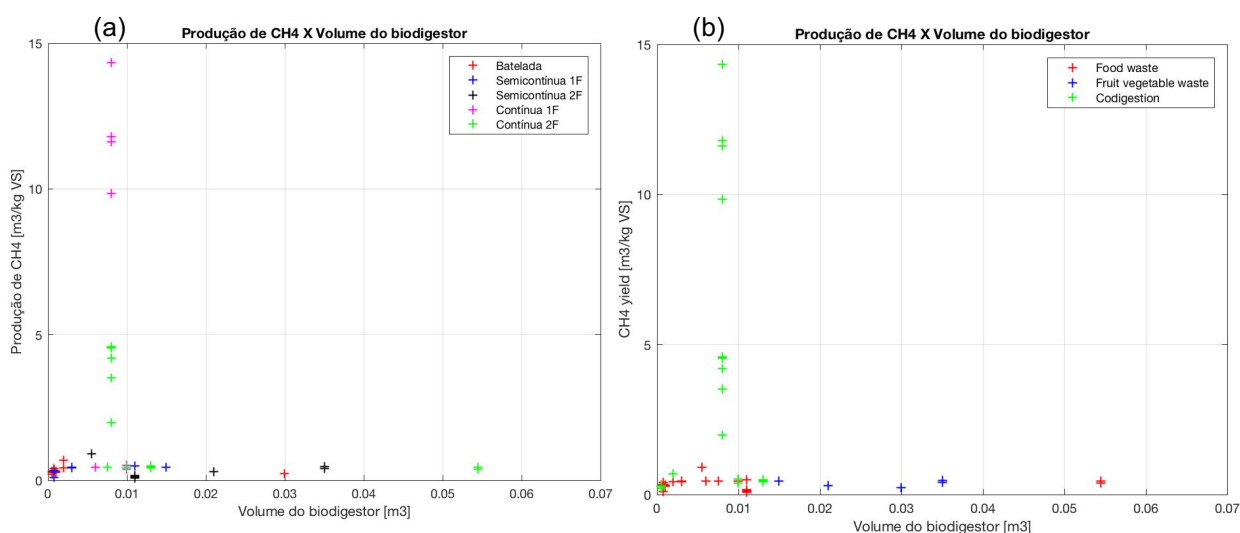 (a)
Produção de CH4 X Volume do biodigestor
15
10
5
0
Produção de CH4 [m3/kg VS]
Batelada
Semicontínua 1F
Semicontínua 2F
Contínua 1F
Contínua 2F
0 0.01 0.02 0.03 0.04 0.05 0.06 0.07
Volume do biodigestor [m3]
(b)
Produção de CH4 X Volume do biodigestor
15
10
5
0
CH4 yield [m3/kg VS]
Food waste
Fruit vegetable waste
Codigestion
0 0.01 0.02 0.03 0.04 0.05 0.06 0.07
Volume do biodigestor [m3]